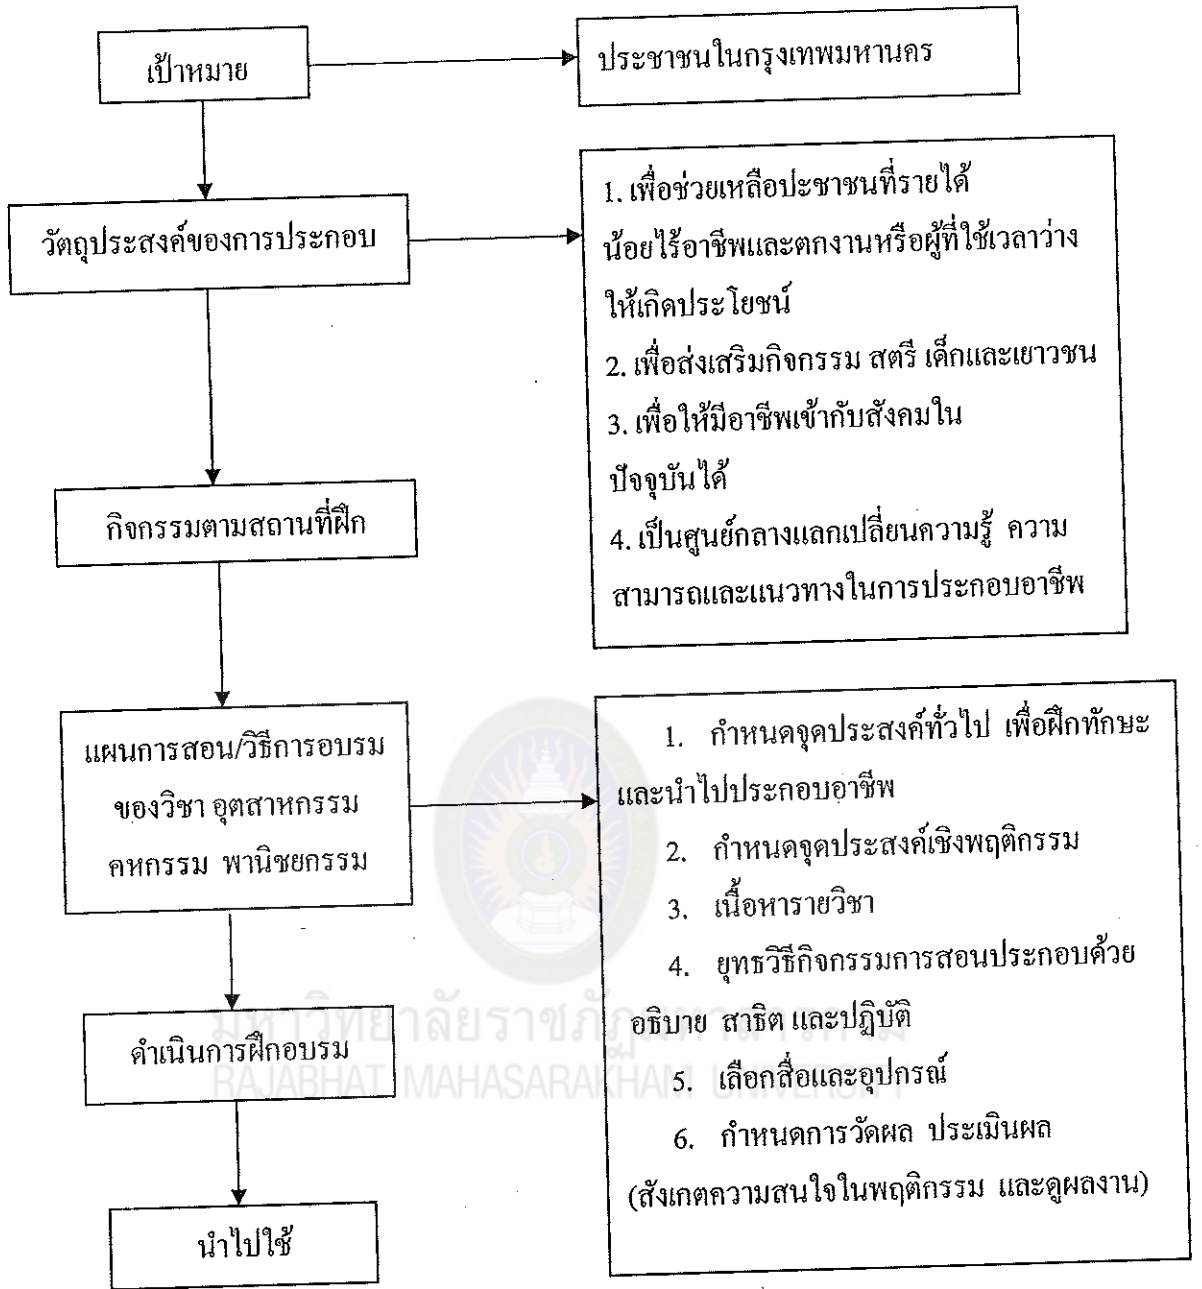 เป้าหมาย
ประชาชนในกรุงเทพมหานคร
วัตถุประสงค์ของการประกอบ
1. เพื่อช่วยเหลือปะชาชนที่รายได้
น้อยไร้อาชีพและตกงานหรือผู้ที่ใช้เวลาว่าง
ให้เกิดประโยชน์
2. เพื่อส่งเสริมกิจกรรม สตรี เด็กและเยาวชน
3. เพื่อให้มีอาชีพเข้ากับสังคมใน
ปัจจุบันได้
4. เป็นศูนย์กลางแลกเปลี่ยนความรู้ ความ
สามารถและแนวทางในการประกอบอาชีพ
กิจกรรมตามสถานที่ฝึก
แผนการสอน/วิธีการอบรม
ของวิชา อุตสาหกรรม
คหกรรม พานิชยกรรม
1. กำหนดจุดประสงค์ทั่วไป เพื่อฝึกทักษะ
และนำไปประกอบอาชีพ
2. กำหนดจุดประสงค์เชิงพฤติกรรม
3. เนื้อหารายวิชา
4. ยุทธวิธีกิจกรรมการสอนประกอบด้วย
อธิบาย สาธิต และปฏิบัติ
5. เลือกสื่อและอุปกรณ์
6. กำหนดการวัดผล ประเมินผล
(สังเกตความสนใจในพฤติกรรม และดูผลงาน)
ดำเนินการฝึกอบรม
นำไปใช้
มหาวิทยาลัยราชภัฏมหาสารคาม
RAJABHAT MAHASARAKHAM UNIVERSITY